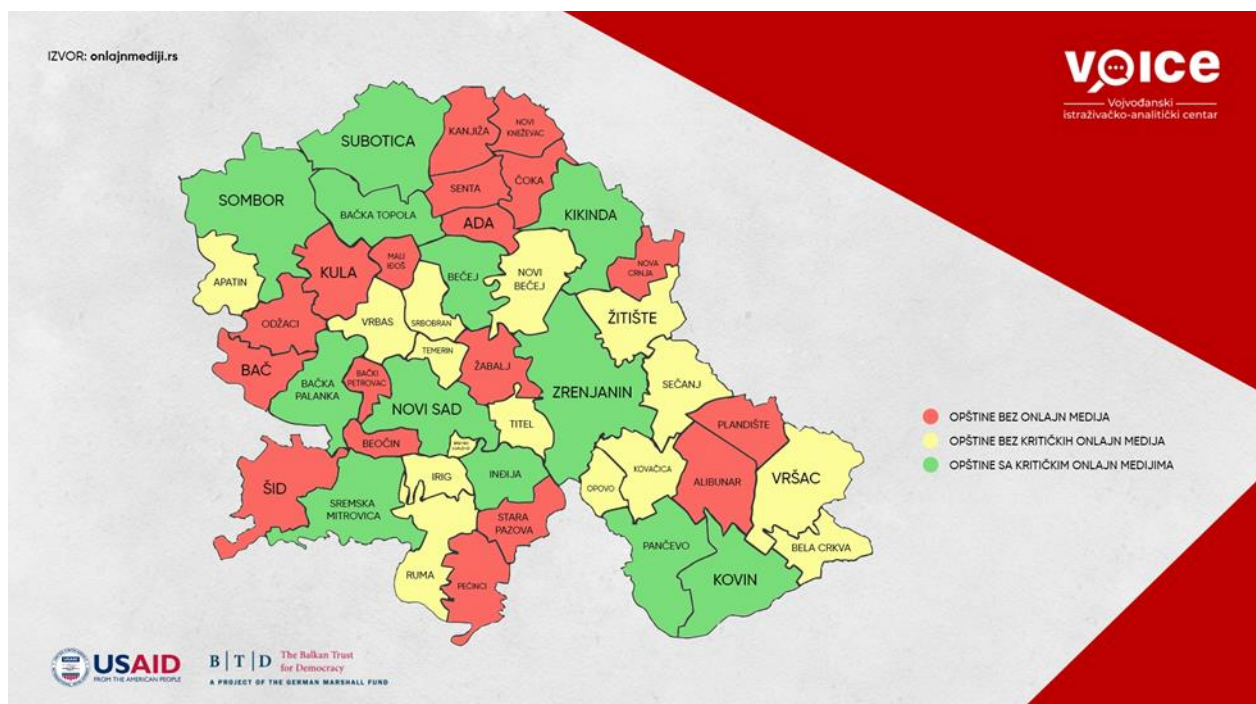 IZVOR: onlajnmediji.rs
VOICE
Vojvođanski
istraživačko-analitički centar
SUBOTICA
KANJIŽA
NOVI
KNEŽEVAC
SENTA
ČOKA
SOMBOR
BAČKA TOPOLA
ADA
KIKINDA
APATIN
KULA
MALI
IĐOŠ
BEČEJ
NOVI
BEČEJ
NOVA
CRNJA
ODŽACI
VRBAS
SRBOBRAN
ŽITIŠTE
TEMERIN
BAČ
BAČKA
PALANKA
BAČKI
PETROVAC
ŽABALJ
ZRENJANIN
SEČANJ
NOVI SAD
TITEL
PLANDIŠTE
BEOČIN
ŠID
IRIG
INĐIJA
OPOVO
KOVAČICA
ALIBUNAR
VRŠAC
SREMSKA
MITROVICA
STARA
PAZOVA
RUMA
PEĆINCI
PANČEVO
KOVIN
BELA CRKVA
OPŠTINE BEZ ONLAJN MEDIJA
OPŠTINE BEZ KRITIČKIH ONLAJN MEDIJA
OPŠTINE SA KRITIČKIM ONLAJN MEDIJIMA
USAID
FROM THE AMERICAN PEOPLE
B|T|D The Balkan Trust
for Democracy
A PROJECT OF THE GERMAN MARSHALL FUND